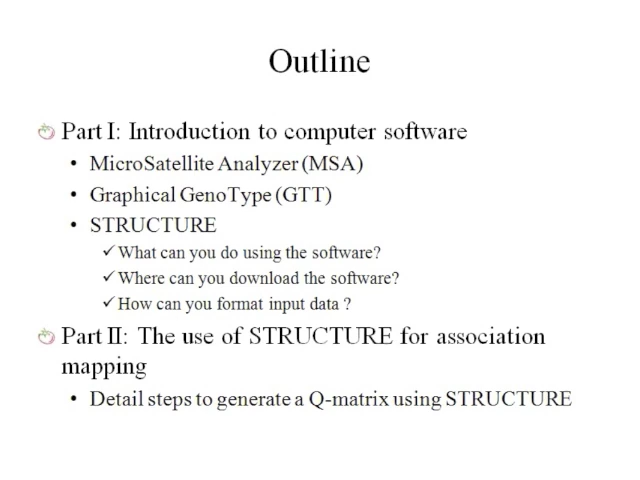 Outline
Part I: Introduction to computer software
• MicroSatellite Analyzer (MSA)
• Graphical GenoType (GTT)
• STRUCTURE
✓ What can you do using the software?
✓ Where can you download the software?
✓ How can you format input data ?
Part II: The use of STRUCTURE for association
mapping
• Detail steps to generate a Q-matrix using STRUCTURE